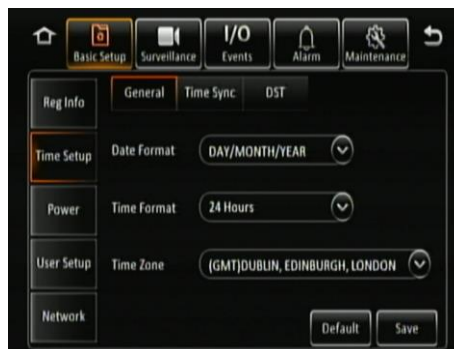 Basic Setup
Surveillance
I/O
Events
Alarm
Maintenance
Reg Info
Time Setup
Power
User Setup
Network
General
Time Sync
DST
Date Format
DAY/MONTH/YEAR
Time Format
24 Hours
Time Zone
(GMT)DUBLIN, EDINBURGH, LONDON
Default
Save